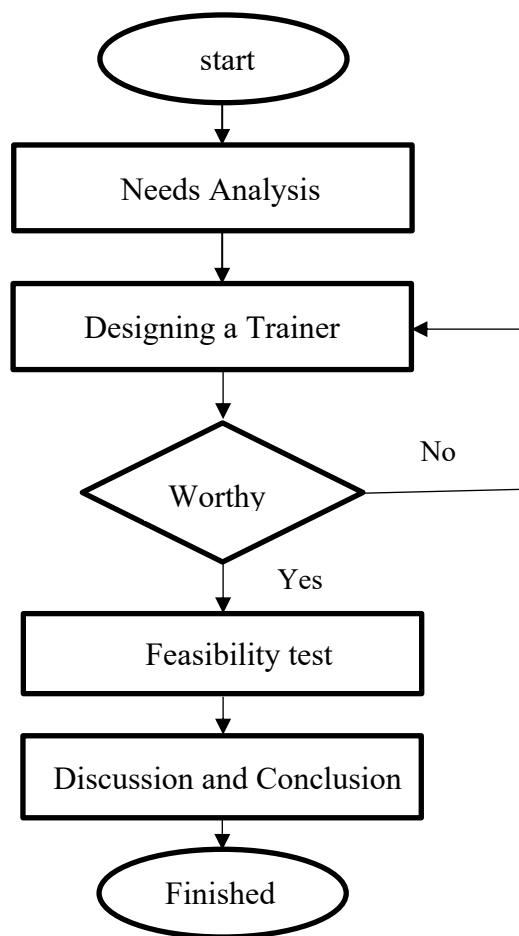 start
Needs Analysis
Designing a Trainer
No
Worthy
Yes
Feasibility test
Discussion and Conclusion
Finished